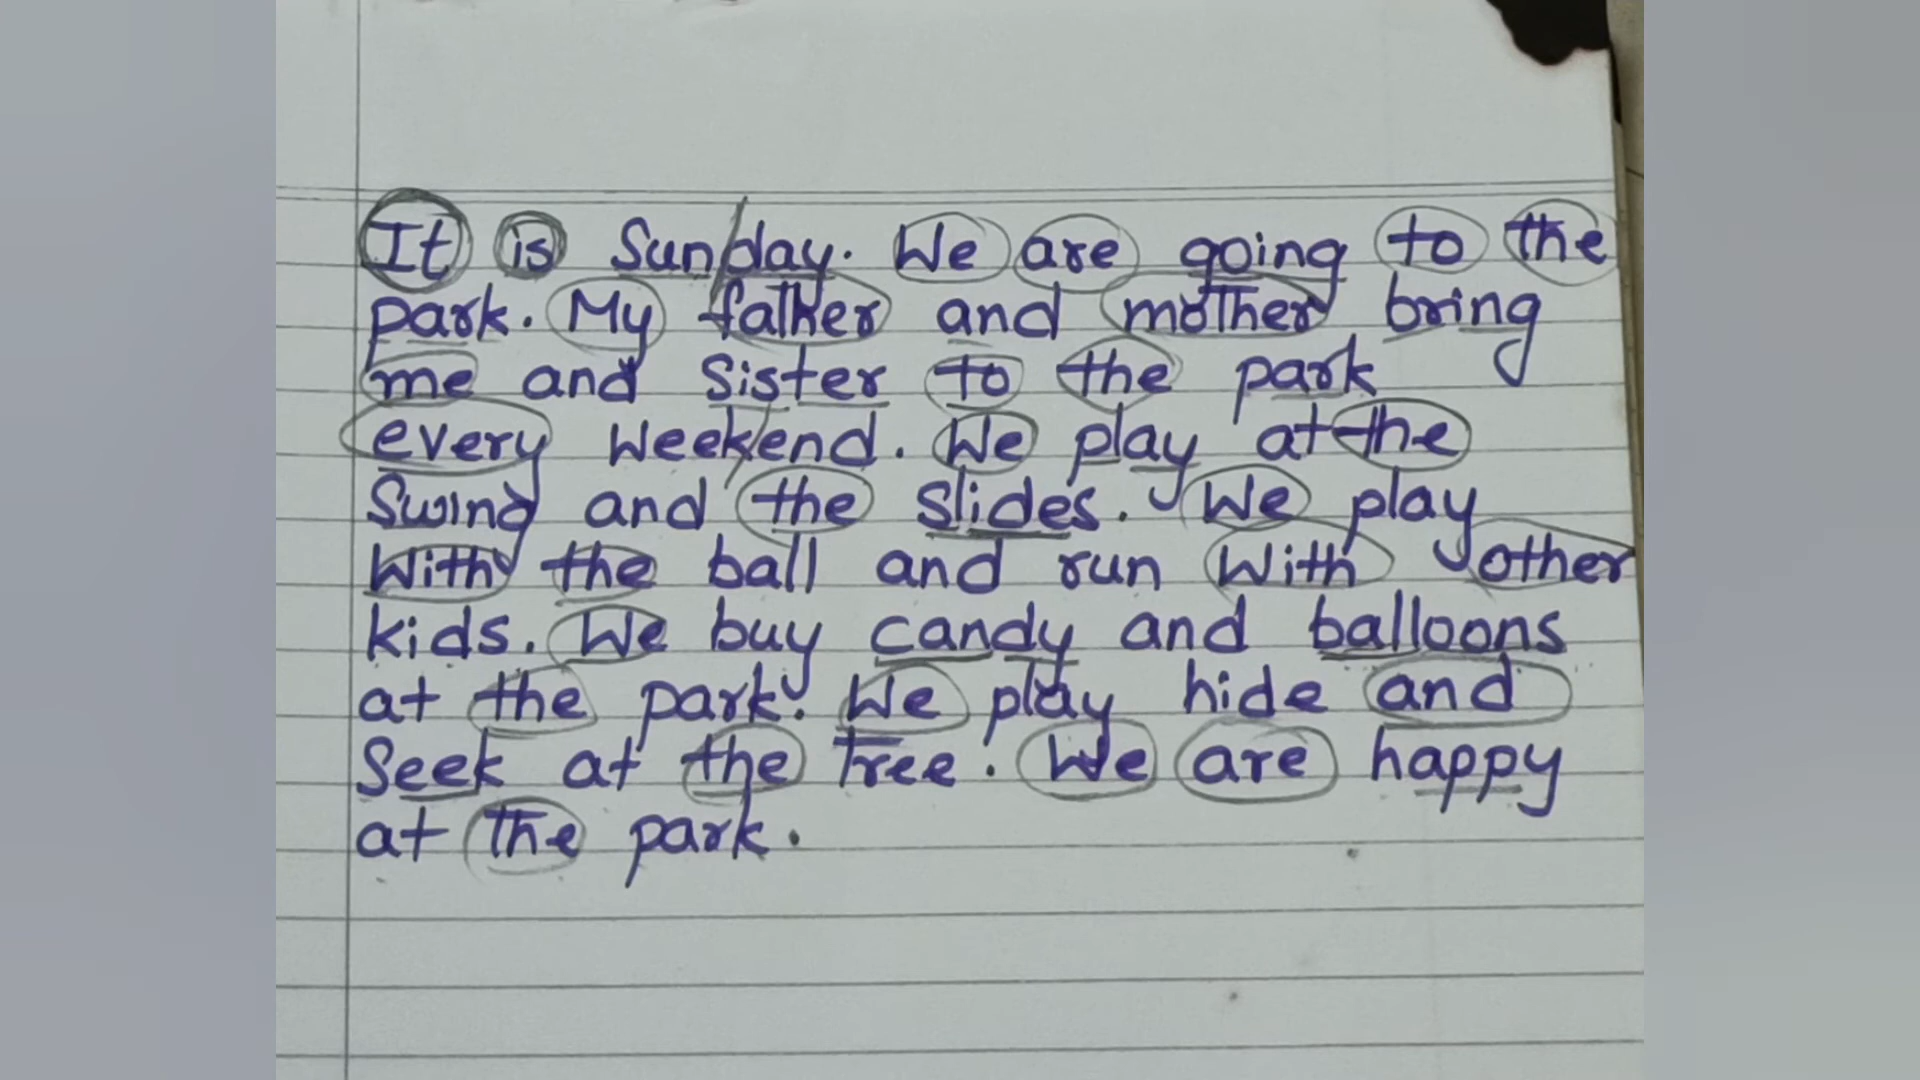 It is Sunday. We are going to the
park. My father and mother bring
me and Sister to the park
every weekend. We play at the
Swing and the slides. We play
With the ball and run With other
kids. We buy candy and balloons
at the park. We play hide and
Seek at the Tree. We are happy
at the park.